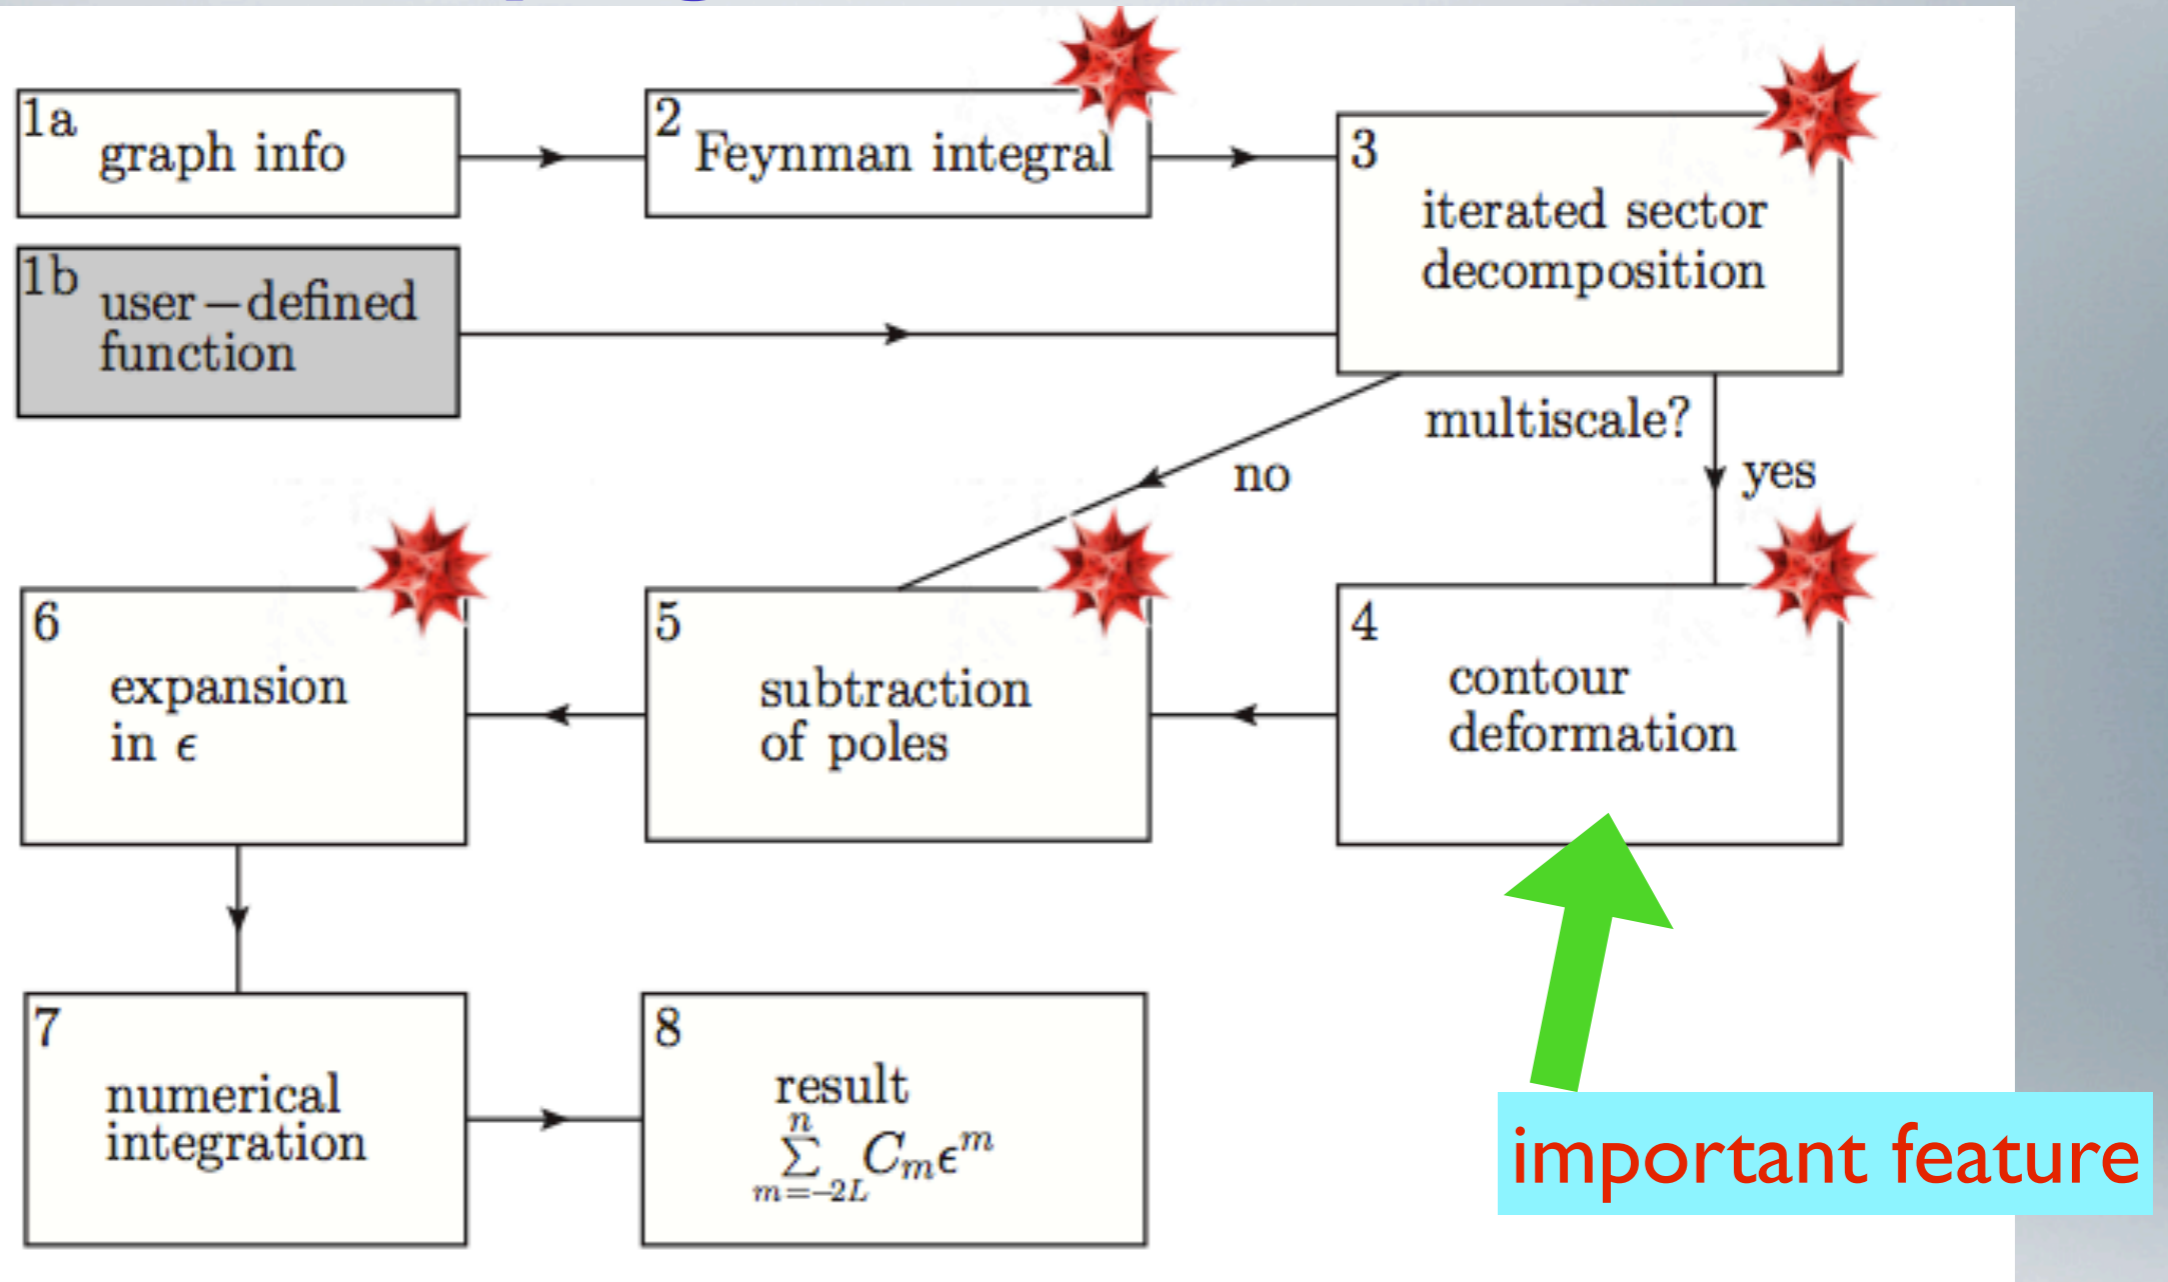 1a
graph info
2
Feynman integral
3
iterated sector
decomposition
1b
user–defined
function
multiscale?
no
yes
6
expansion
in ϵ
5
subtraction
of poles
4
contour
deformation
7
numerical
integration
8
result
n
∑ Cₘϵᵐ
m=-2L
important feature